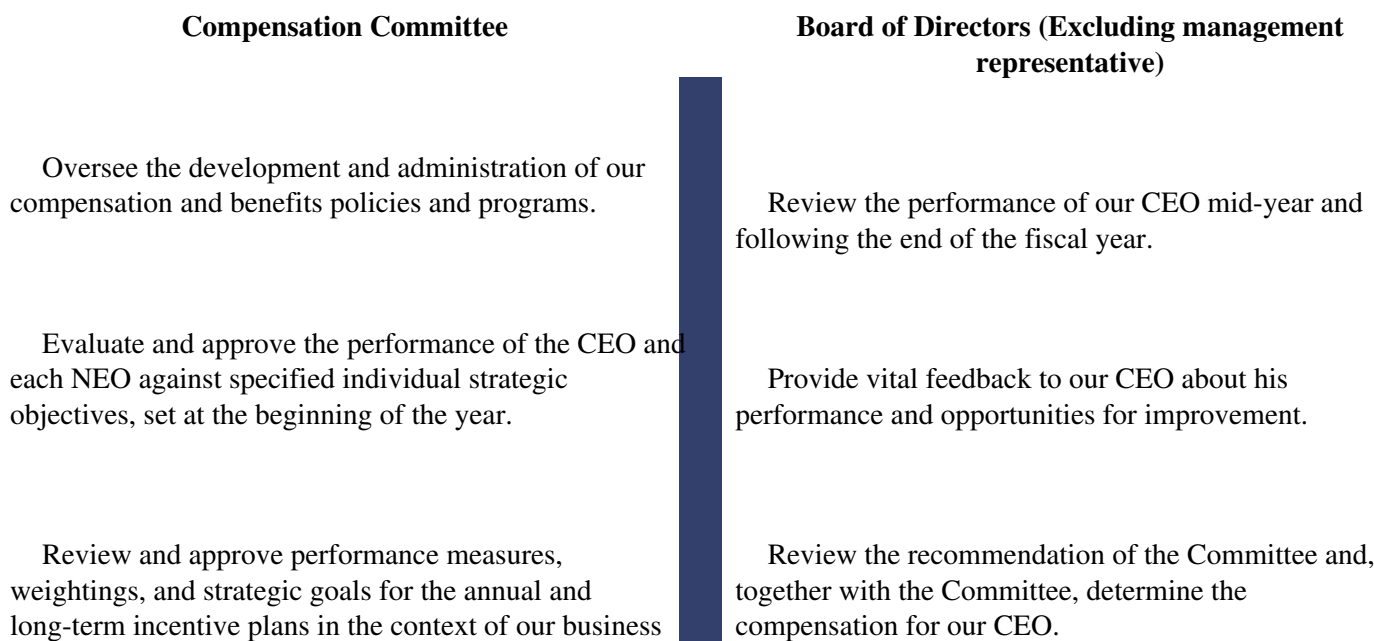 Compensation Committee
Board of Directors (Excluding management
representative)
Oversee the development and administration of our
compensation and benefits policies and programs.
Review the performance of our CEO mid-year and
following the end of the fiscal year.
Evaluate and approve the performance of the CEO and
each NEO against specified individual strategic
objectives, set at the beginning of the year.
Provide vital feedback to our CEO about his
performance and opportunities for improvement.
Review and approve performance measures,
weightings, and strategic goals for the annual and
long-term incentive plans in the context of our business
Review the recommendation of the Committee and,
together with the Committee, determine the
compensation for our CEO.